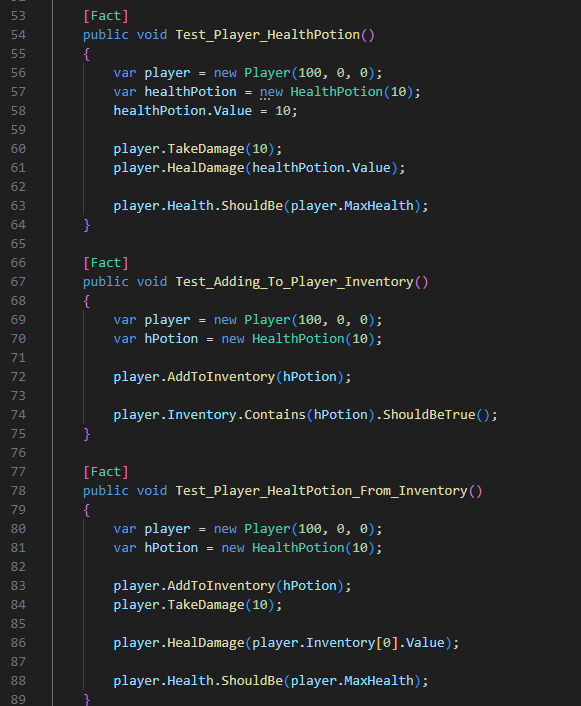 53 [Fact]
54 public void Test_Player_HealthPotion()
55 {
56 var player = new Player(100, 0, 0);
57 var healthPotion = new HealthPotion(10);
58 healthPotion.Value = 10;
59
60 player.TakeDamage(10);
61 player.HealDamage(healthPotion.Value);
62
63 player.Health.ShouldBe(player.MaxHealth);
64 }
65
66 [Fact]
67 public void Test_Adding_To_Player_Inventory()
68 {
69 var player = new Player(100, 0, 0);
70 var hPotion = new HealthPotion(10);
71
72 player.AddToInventory(hPotion);
73
74 player.Inventory.Contains(hPotion).ShouldBeTrue();
75 }
76
77 [Fact]
78 public void Test_Player_HealtPotion_From_Inventory()
79 {
80 var player = new Player(100, 0, 0);
81 var hPotion = new HealthPotion(10);
82
83 player.AddToInventory(hPotion);
84 player.TakeDamage(10);
85
86 player.HealDamage(player.Inventory[0].Value);
87
88 player.Health.ShouldBe(player.MaxHealth);
89 }